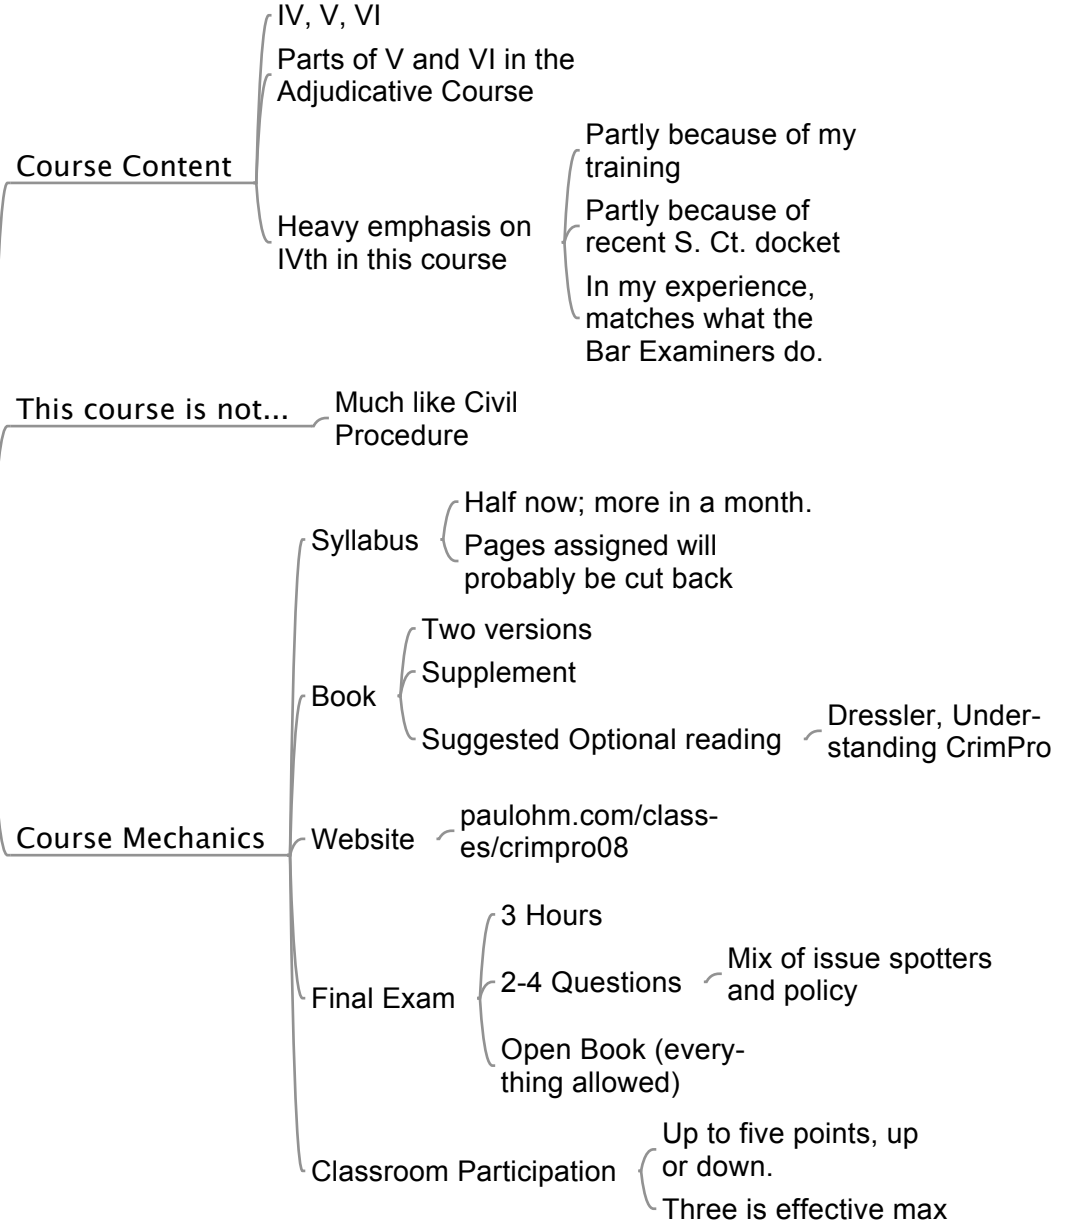 IV, V, VI
Parts of V and VI in the
Adjudicative Course
Course Content
Heavy emphasis on
IVth in this course
Partly because of my
training
Partly because of
recent S. Ct. docket
In my experience,
matches what the
Bar Examiners do.
This course is not...
Much like Civil
Procedure
Course Mechanics
Syllabus
Half now; more in a month.
Pages assigned will
probably be cut back
Book
Two versions
Supplement
Suggested Optional reading
Dressler, Under-
standing CrimPro
Website
paulohm.com/class-
es/crimpro08
Final Exam
3 Hours
2-4 Questions
Mix of issue spotters
and policy
Open Book (every-
thing allowed)
Classroom Participation
Up to five points, up
or down.
Three is effective max